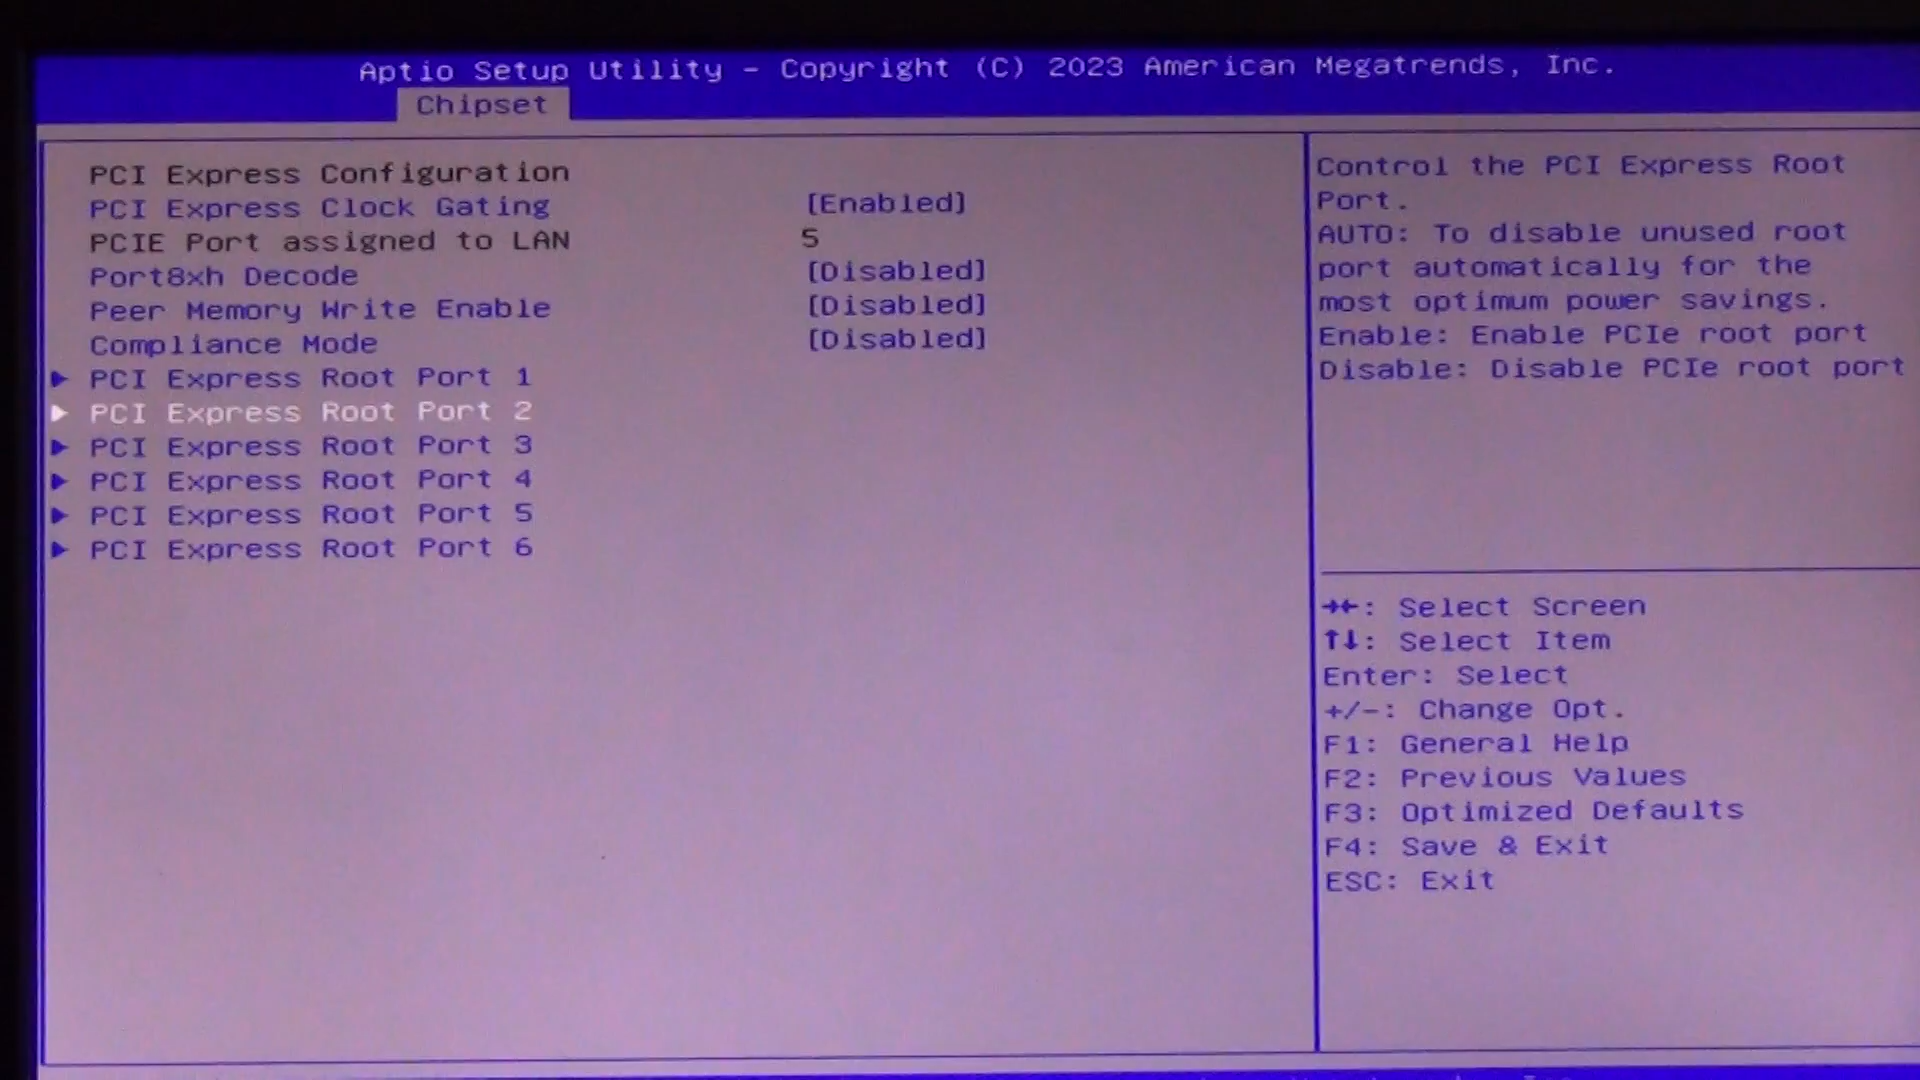 Aptio Setup Utility - Copyright (C) 2023 American Megatrends, Inc.
Chipset
PCI Express Configuration
PCI Express Clock Gating [Enabled]
PCIE Port assigned to LAN 5
Port8xh Decode [Disabled]
Peer Memory Write Enable [Disabled]
Compliance Mode [Disabled]
► PCI Express Root Port 1
► PCI Express Root Port 2
► PCI Express Root Port 3
► PCI Express Root Port 4
► PCI Express Root Port 5
► PCI Express Root Port 6
Control the PCI Express Root
Port.
AUTO: To disable unused root
port automatically for the
most optimum power savings.
Enable: Enable PCIe root port
Disable: Disable PCIe root port
→←: Select Screen
↑↓: Select Item
Enter: Select
+/-: Change Opt.
F1: General Help
F2: Previous Values
F3: Optimized Defaults
F4: Save & Exit
ESC: Exit